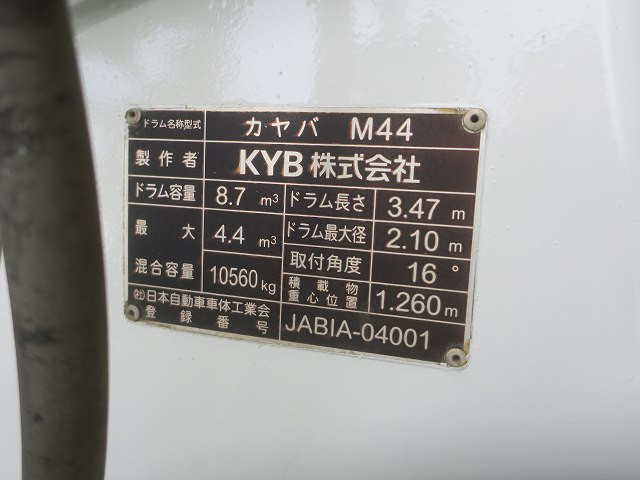 ドラム名称型式 カヤバ M44
製作者 KYB株式会社
ドラム容量 8.7 m³ ドラム長さ 3.47 m
最大 4.4 m³ ドラム最大径 2.10 m
混合容量 10560 kg 取付角度 16°
積載物重心位置 1.260 m
㈳日本自動車車体工業会
登録番号 JABIA-04001